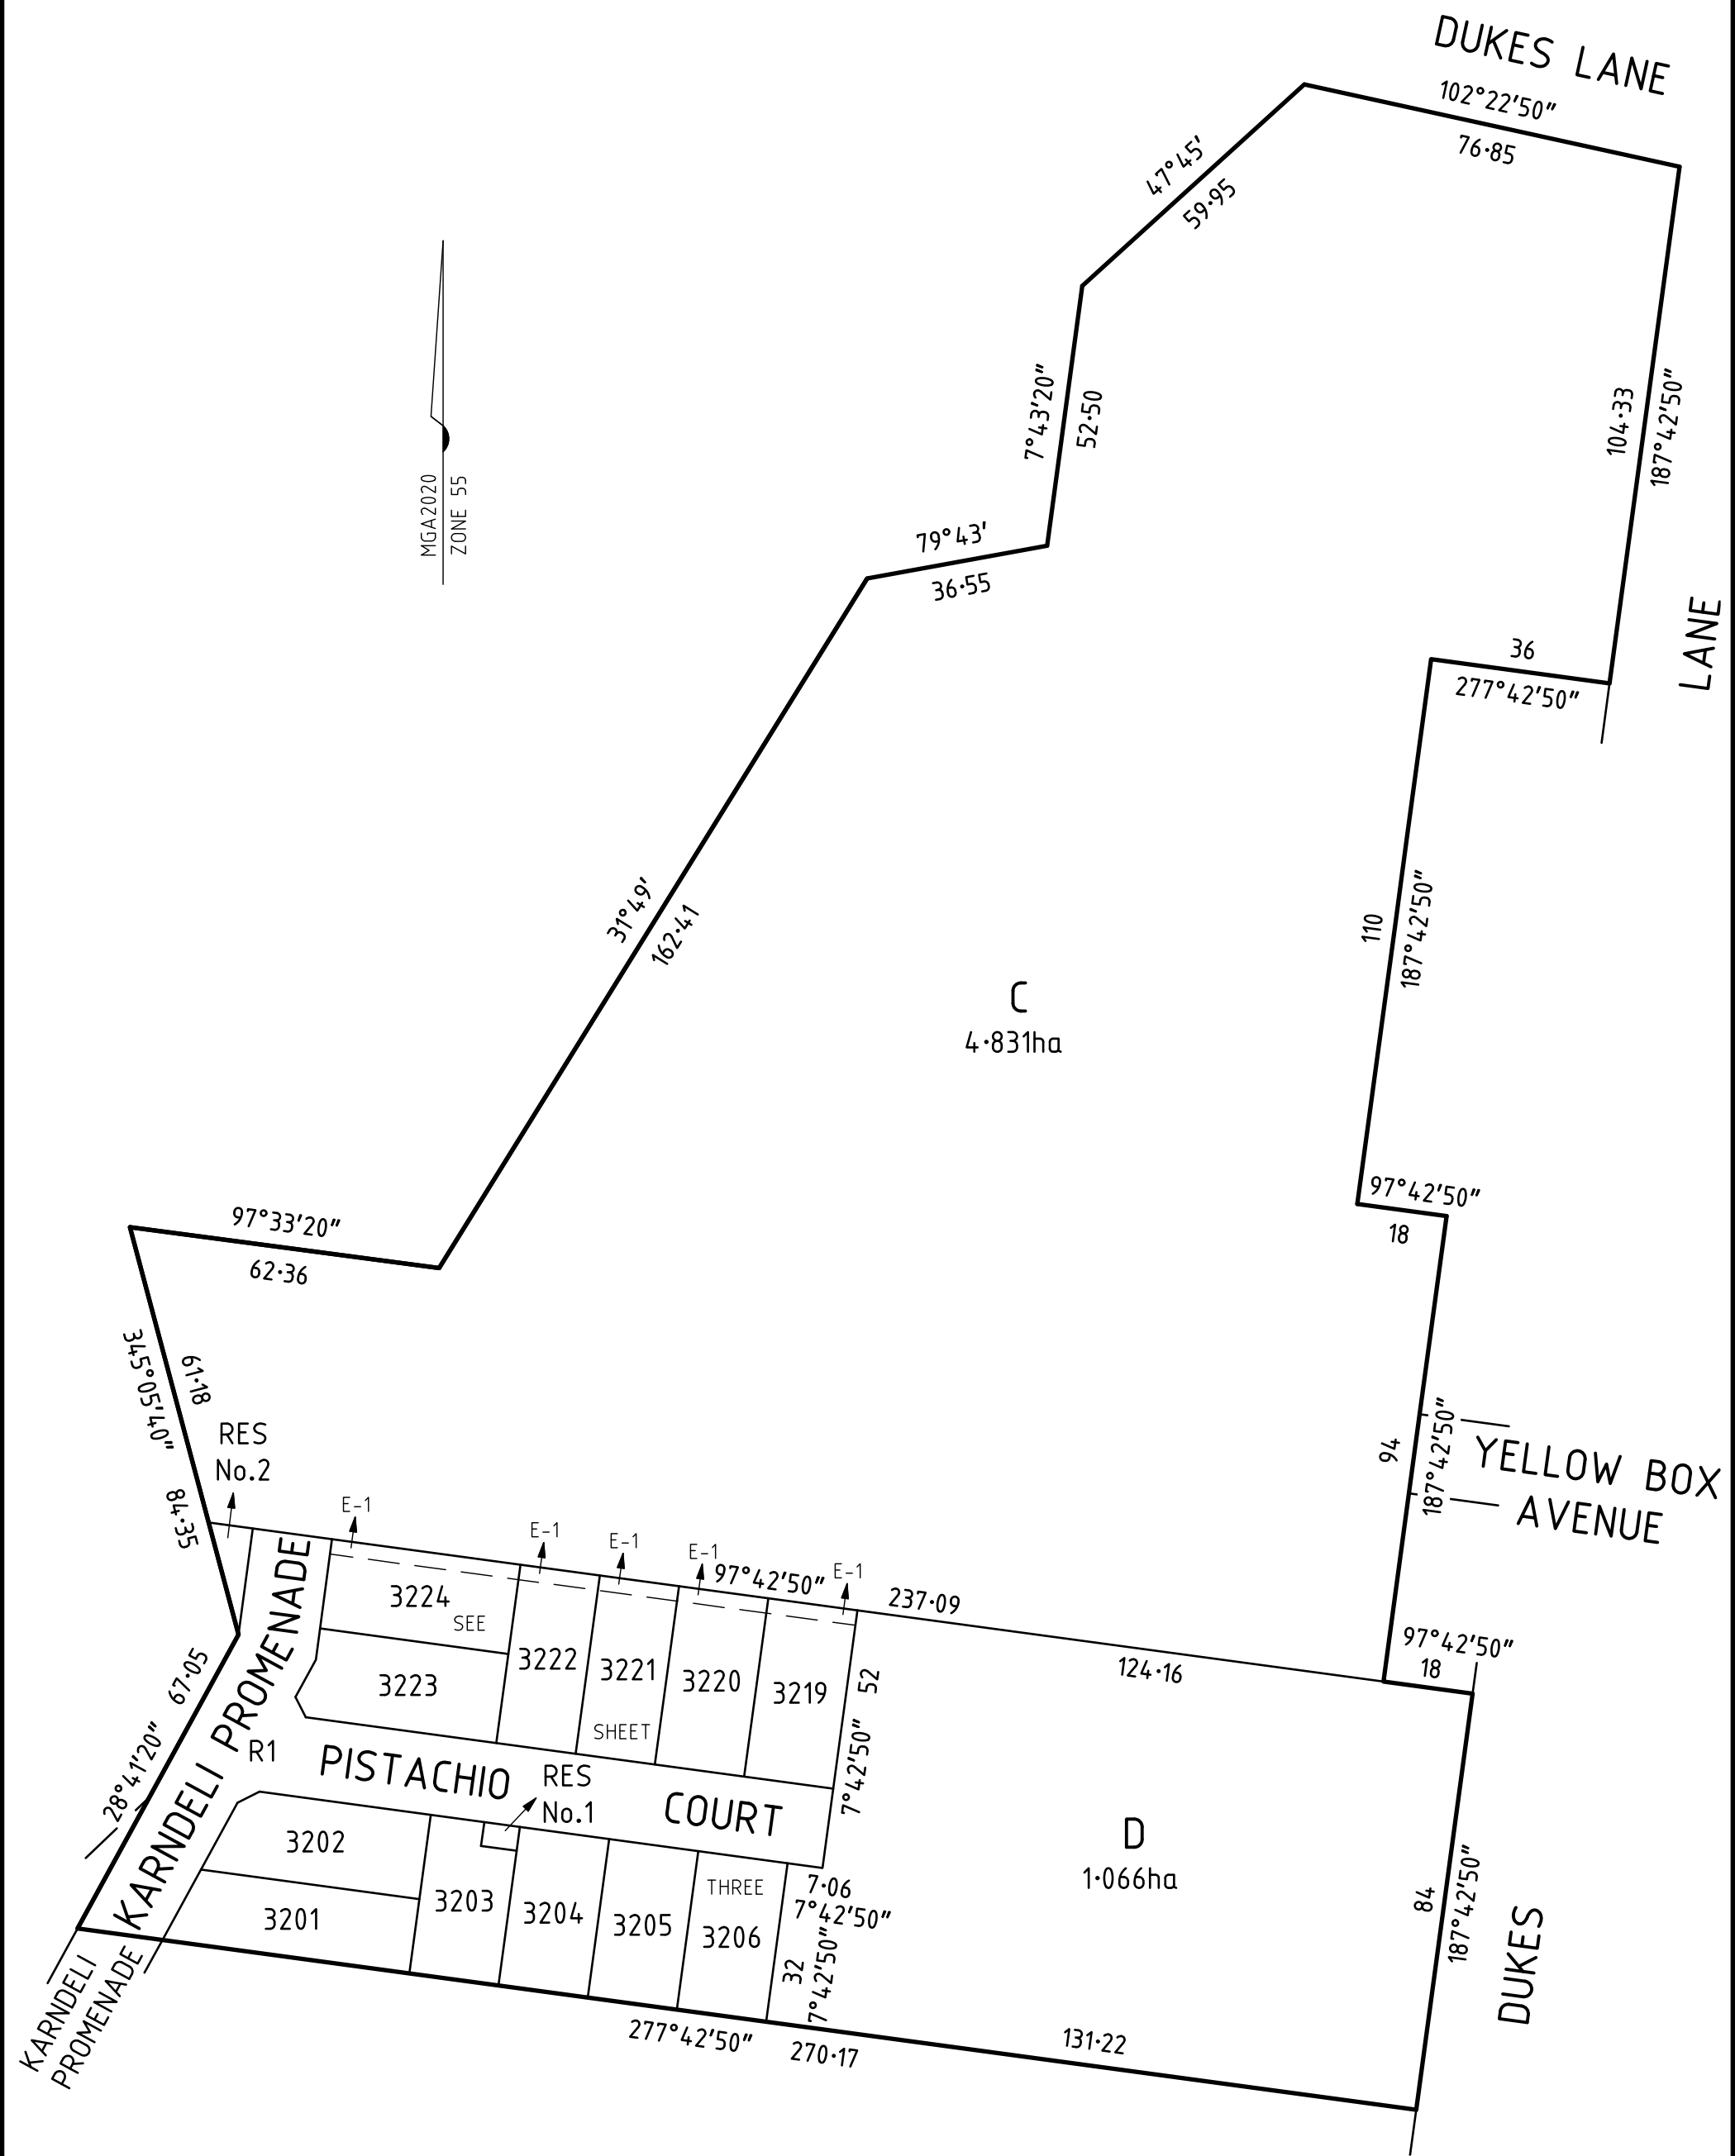 DUKES LANE
102°22'50"
76·85
47°45'
59·95
7°43'20"
52·50
104·33
187°42'50"
MGA2020
ZONE 55
79°43'
36·55
LANE
36
277°42'50"
31°49'
162·41
110
187°42'50"
C
4·831ha
97°42'50"
18
97°33'20"
62·36
345°05'40"
61·18
84·35
RES
No.2
94
187°42'50"
YELLOW BOX
AVENUE
E-1
E-1
E-1
E-1
E-1
97°42'50"
237·09
124·16
97°42'50"
18
3224
SEE
3223
3222
3221
SHEET
3220
3219
52
7°42'50"
67·05
28°41'20"
KARNDELI PROMENADE
R1
PISTACHIO
COURT
RES
No.1
3202
3201
3203
3204
3205
THREE
3206
7·06
7°42'50"
32
7°42'50"
D
1·066ha
84
187°42'50"
DUKES
KARNDELI
PROMENADE
277°42'50"
270·17
131·22